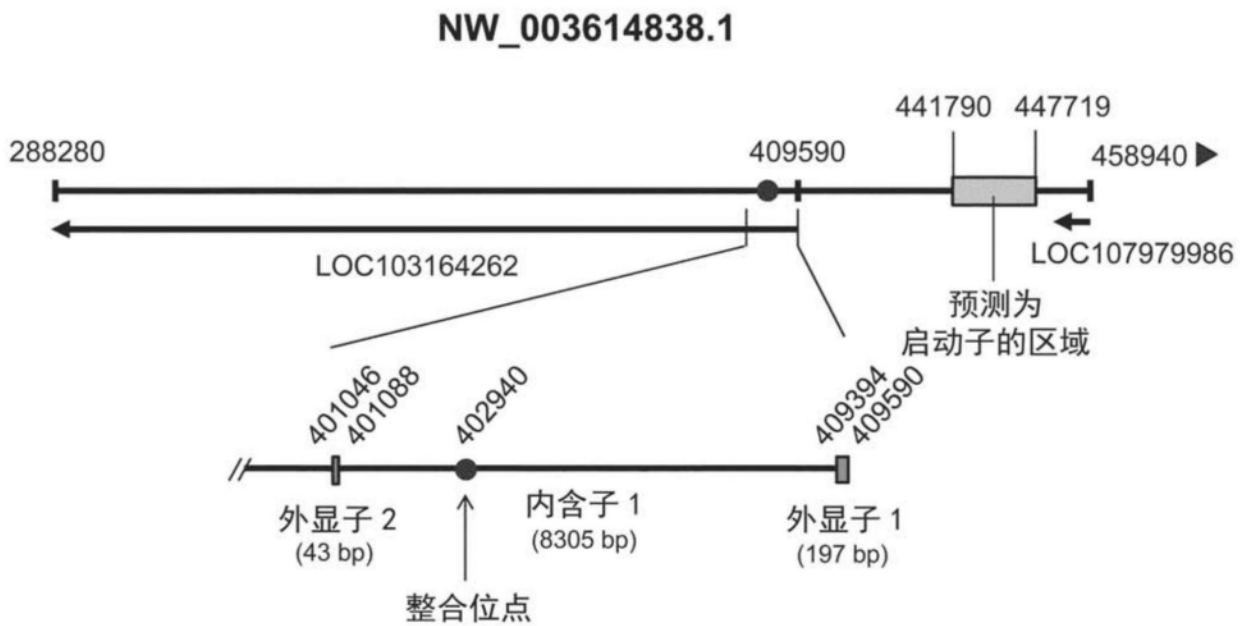 NW_003614838.1
441790 447719
288280 409590 458940
LOC103164262 LOC107979986
预测为
启动子的区域
401046 401088 402940 409394 409590
外显子 2 内含子 1 外显子 1
(43 bp) (8305 bp) (197 bp)
整合位点